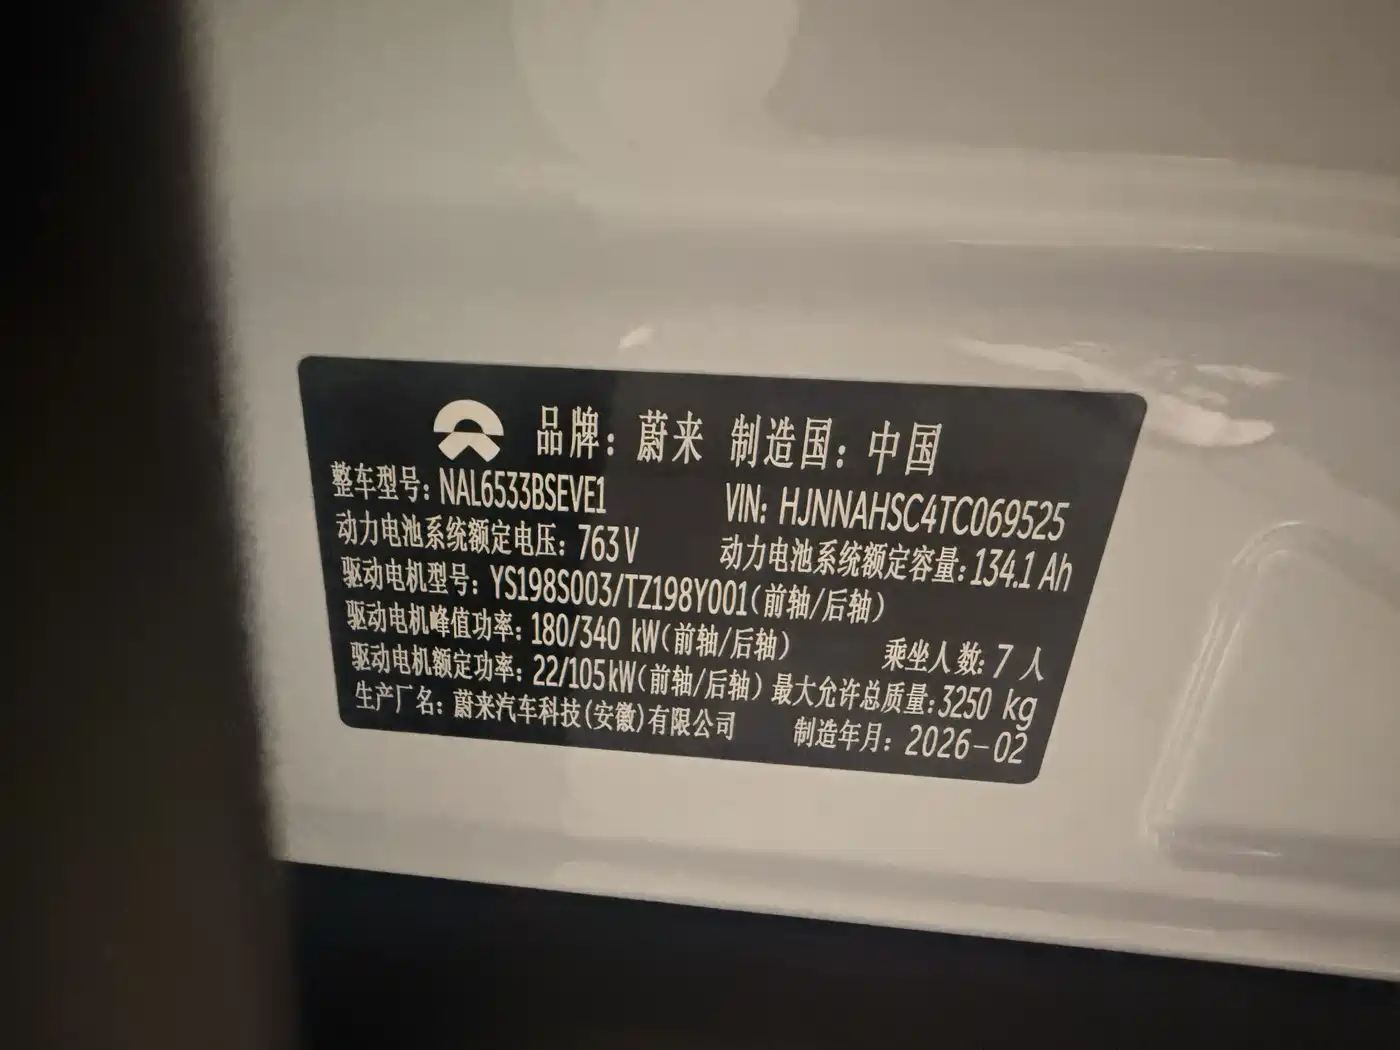 品牌：蔚来 制造国：中国
整车型号：NAL6533BSEVE1 VIN：HJNNAHSC4TC069525
动力电池系统额定电压：763V 动力电池系统额定容量：134.1 Ah
驱动电机型号：YS198S003/TZ198Y001（前轴/后轴）
驱动电机峰值功率：180/340 kW（前轴/后轴） 乘坐人数：7 人
驱动电机额定功率：22/105kW（前轴/后轴） 最大允许总质量：3250 kg
生产厂名：蔚来汽车科技（安徽）有限公司 制造年月：2026-02